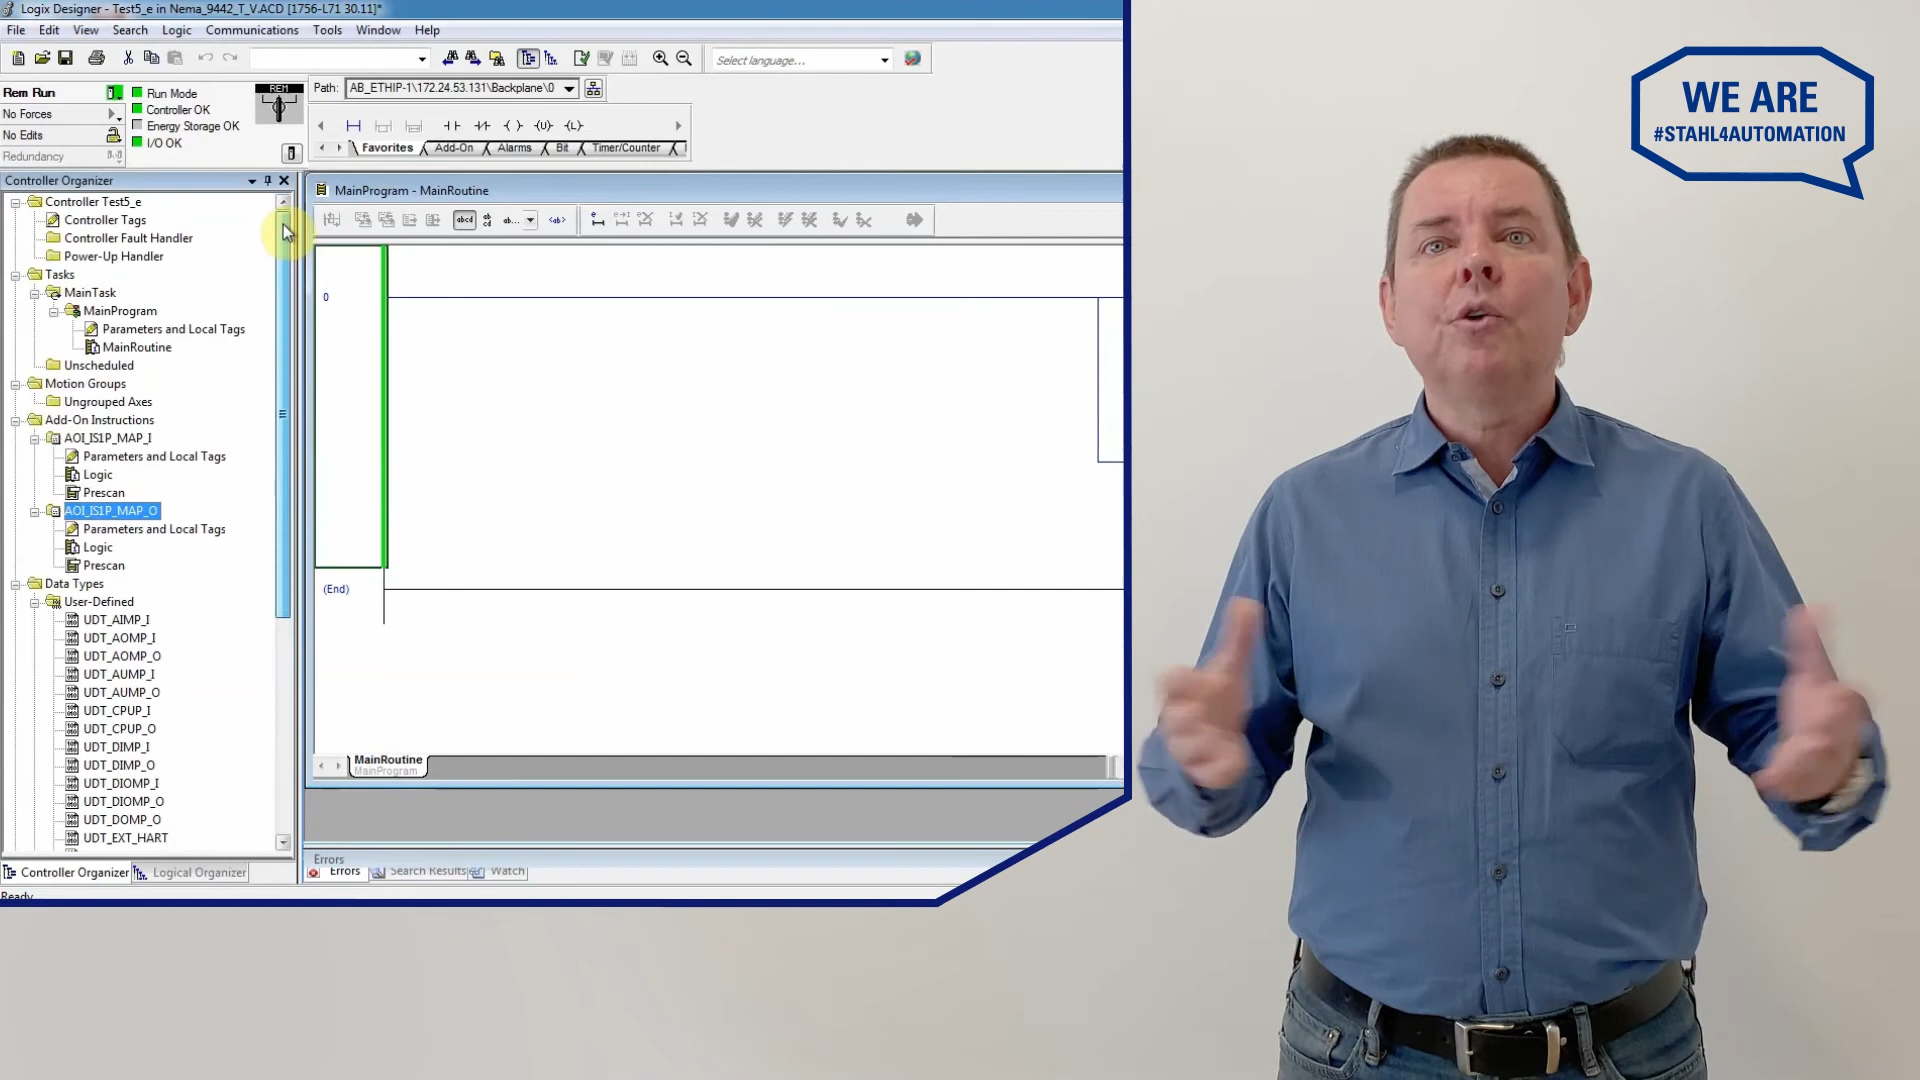 Logix Designer - Test5_e in Nema_9442_T_V.ACD [1756-L71 30.11]*
File Edit View Search Logic Communications Tools Window Help
Select language...
Rem Run
No Forces
No Edits
Redundancy
Run Mode
Controller OK
Energy Storage OK
I/O OK
REM
Path: AB_ETHIP-1\172.24.53.131\Backplane\0
Favorites Add-On Alarms Bit Timer/Counter
Controller Organizer
Controller Test5_e
Controller Tags
Controller Fault Handler
Power-Up Handler
Tasks
MainTask
MainProgram
Parameters and Local Tags
MainRoutine
Unscheduled
Motion Groups
Ungrouped Axes
Add-On Instructions
AOI_IS1P_MAP_I
Parameters and Local Tags
Logic
Prescan
AOI_IS1P_MAP_O
Parameters and Local Tags
Logic
Prescan
Data Types
User-Defined
UDT_AIMP_I
UDT_AOMP_I
UDT_AOMP_O
UDT_AUMP_I
UDT_AUMP_O
UDT_CPUP_I
UDT_CPUP_O
UDT_DIMP_I
UDT_DIMP_O
UDT_DIOMP_I
UDT_DIOMP_O
UDT_DOMP_O
UDT_EXT_HART
Controller Organizer Logical Organizer
Ready
MainProgram - MainRoutine
0
(End)
MainRoutine
MainProgram
Errors
Errors Search Results Watch
WE ARE
#STAHL4AUTOMATION